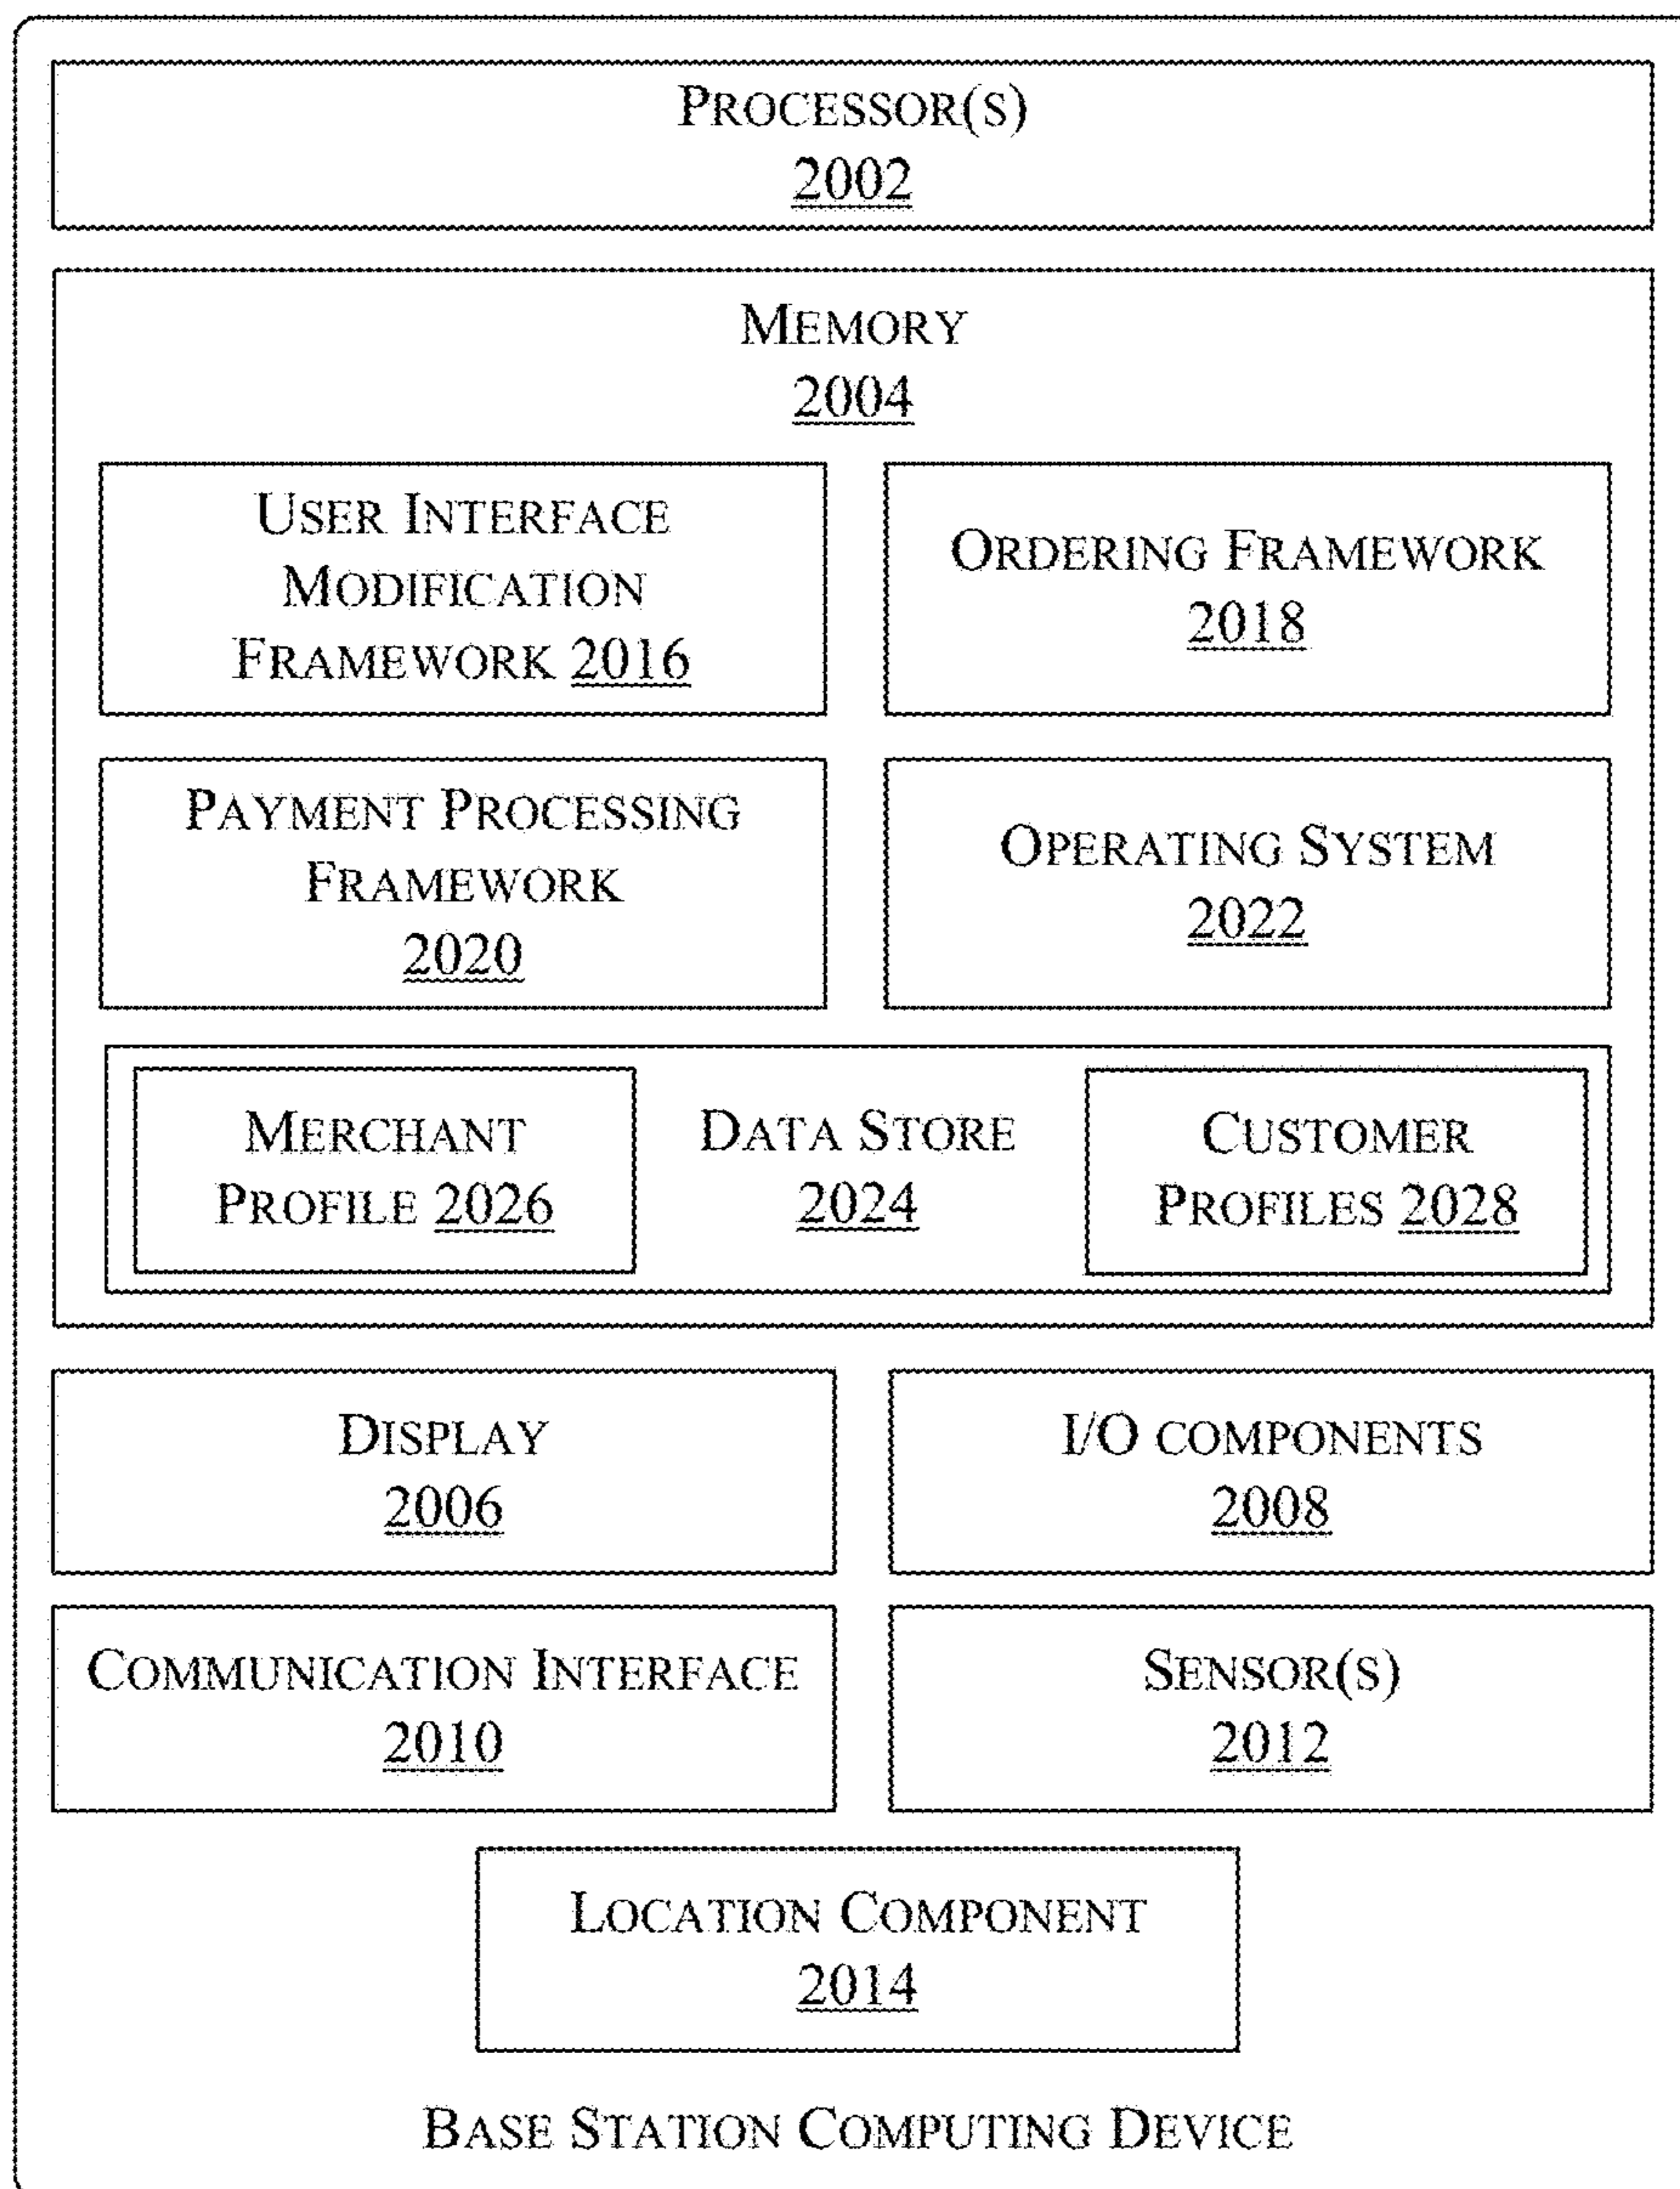 PROCESSOR(S)
2002
MEMORY
2004
USER INTERFACE
MODIFICATION
FRAMEWORK 2016
ORDERING FRAMEWORK
2018
PAYMENT PROCESSING
FRAMEWORK
2020
OPERATING SYSTEM
2022
MERCHANT
PROFILE 2026
DATA STORE
2024
CUSTOMER
PROFILES 2028
DISPLAY
2006
I/O COMPONENTS
2008
COMMUNICATION INTERFACE
2010
SENSOR(S)
2012
LOCATION COMPONENT
2014
BASE STATION COMPUTING DEVICE